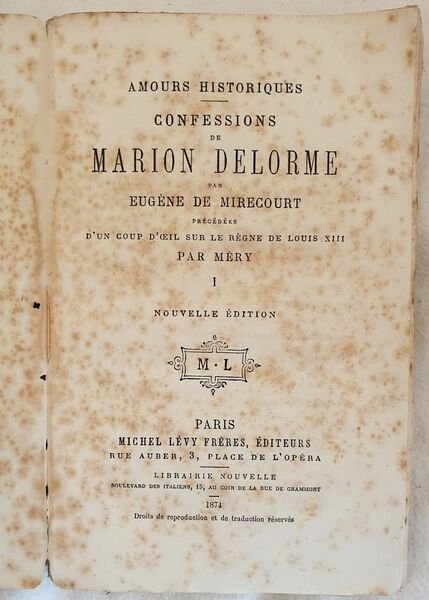 AMOURS HISTORIQUES
CONFESSIONS
DE
MARION DELORME
PAR
EUGÈNE DE MIRECOURT
PRÉCÉDÉES
D'UN COUP D'ŒIL SUR LE RÈGNE DE LOUIS XIII
PAR MÉRY
I
NOUVELLE ÉDITION
M · L
PARIS
MICHEL LÉVY FRÈRES, ÉDITEURS
RUE AUBER, 3, PLACE DE L'OPÉRA
LIBRAIRIE NOUVELLE
BOULEVARD DES ITALIENS, 15, AU COIN DE LA RUE DE GRAMMONT
1874
Droits de reproduction et de traduction réservés